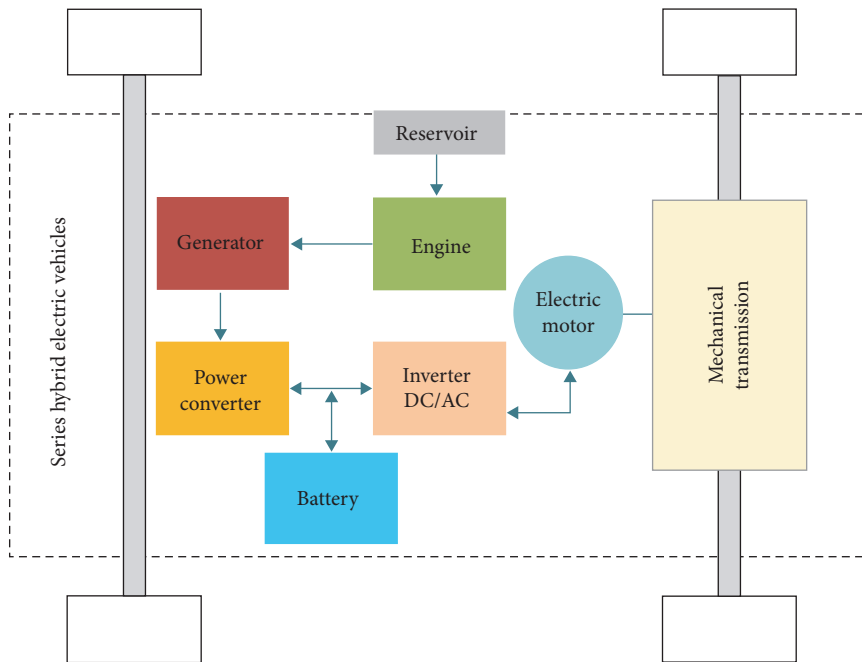 Series hybrid electric vehicles
Reservoir
Generator
Engine
Electric
motor
Mechanical
transmission
Power
converter
Inverter
DC/AC
Battery